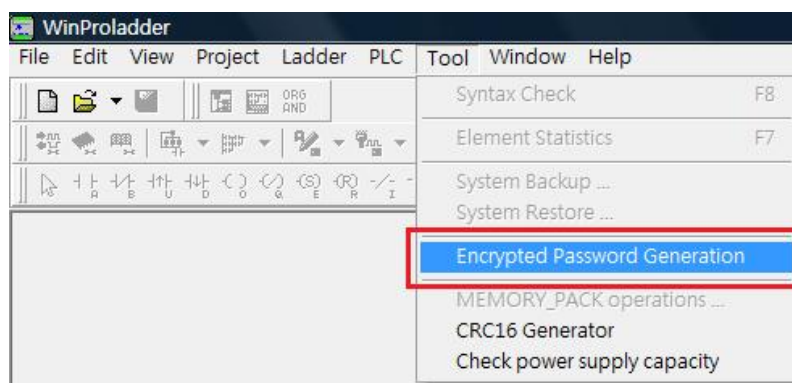 WinProladder
File Edit View Project Ladder PLC Tool Window Help
ORG
AND
Syntax Check F8
Element Statistics F7
System Backup ...
System Restore ...
Encrypted Password Generation
MEMORY_PACK operations ...
CRC16 Generator
Check power supply capacity
A B U D O Q E R I